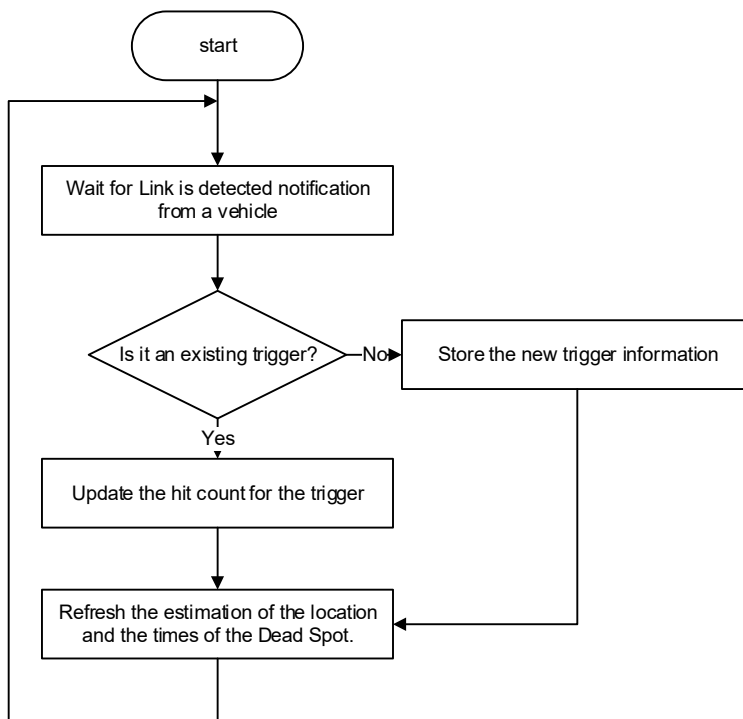 start
Wait for Link is detected notification
from a vehicle
Is it an existing trigger?
No
Store the new trigger information
Yes
Update the hit count for the trigger
Refresh the estimation of the location
and the times of the Dead Spot.